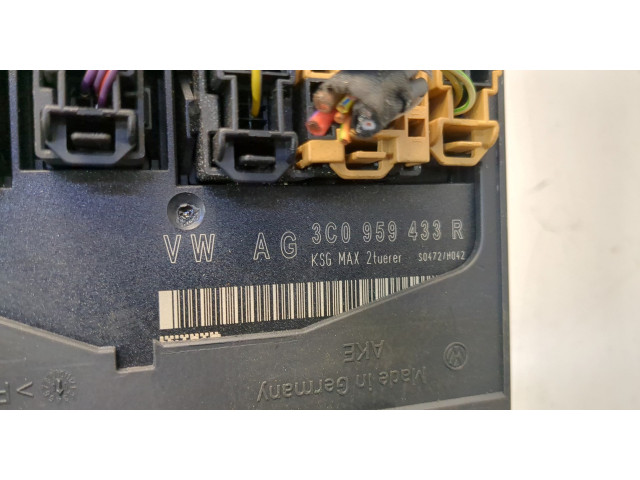 VW AG 3C0 959 433 R
KSG MAX 2tuerer S0472/H042
Made in Germany
AKE